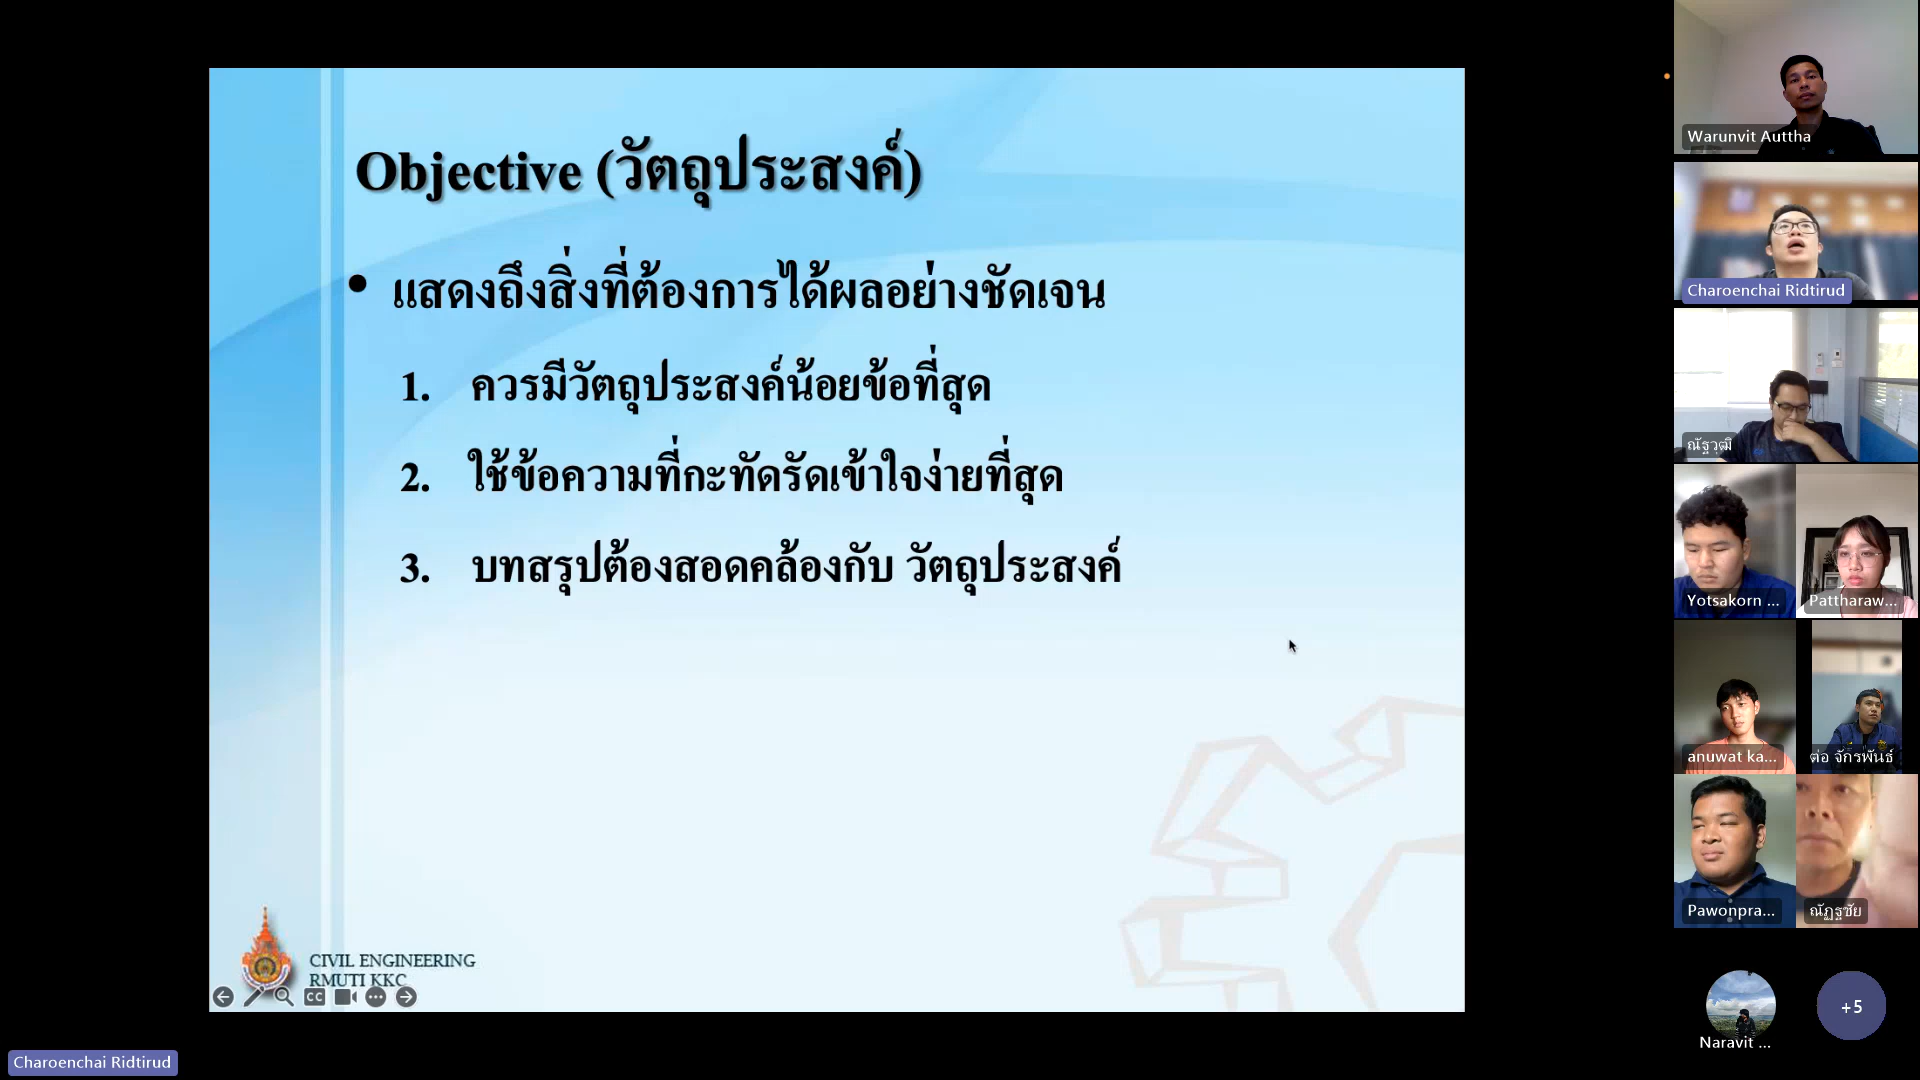 Objective (วัตถุประสงค์)
• แสดงถึงสิ่งที่ต้องการได้ผลอย่างชัดเจน
1. ควรมีวัตถุประสงค์น้อยข้อที่สุด
2. ใช้ข้อความที่กะทัดรัดเข้าใจง่ายที่สุด
3. บทสรุปต้องสอดคล้องกับ วัตถุประสงค์
CIVIL ENGINEERING
RMUTI KKC
CC
Charoenchai Ridtirud
Warunvit Auttha
Charoenchai Ridtirud
ณัฐวุฒิ
Yotsakorn ...
Pattharaw...
anuwat ka...
ต่อ จักรพันธ์
Pawonpra...
ณัฏฐชัย
Naravit ...
+5